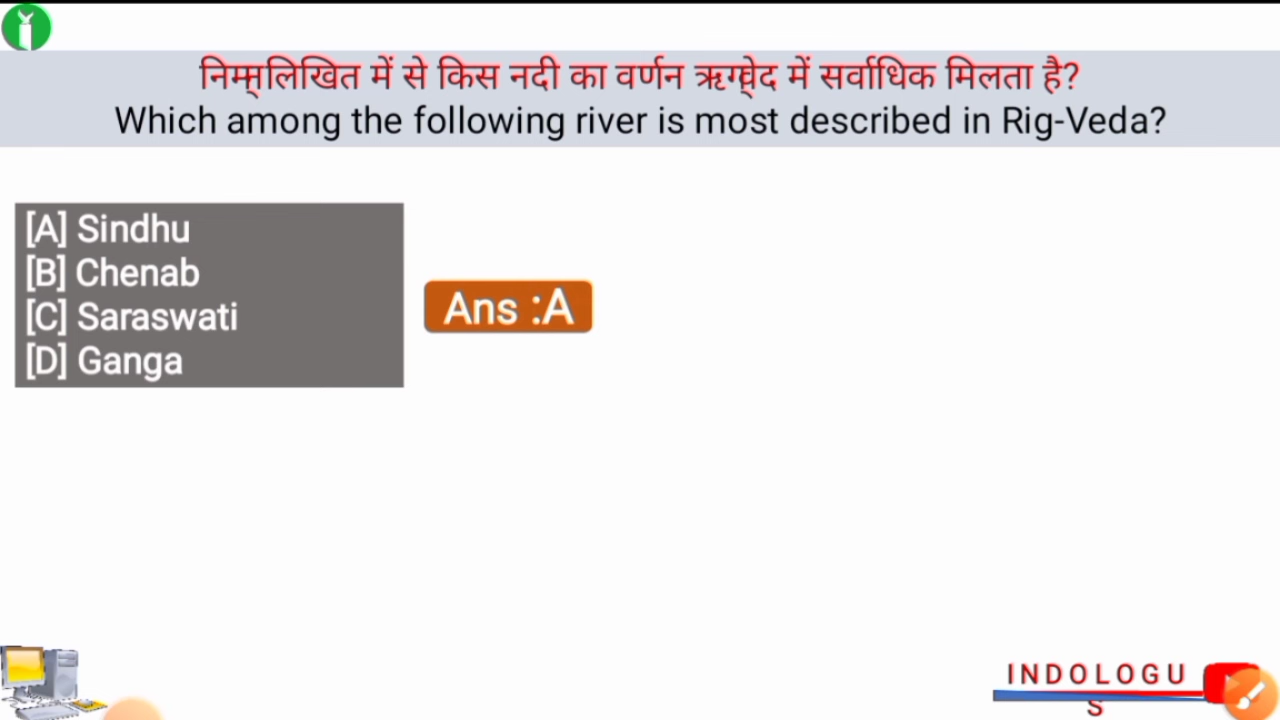 निम्नलिखित में से किस नदी का वर्णन ऋग्वेद में सर्वाधिक मिलता है?
Which among the following river is most described in Rig-Veda?
[A] Sindhu
[B] Chenab
[C] Saraswati
[D] Ganga
Ans :A
INDOLOGU
S